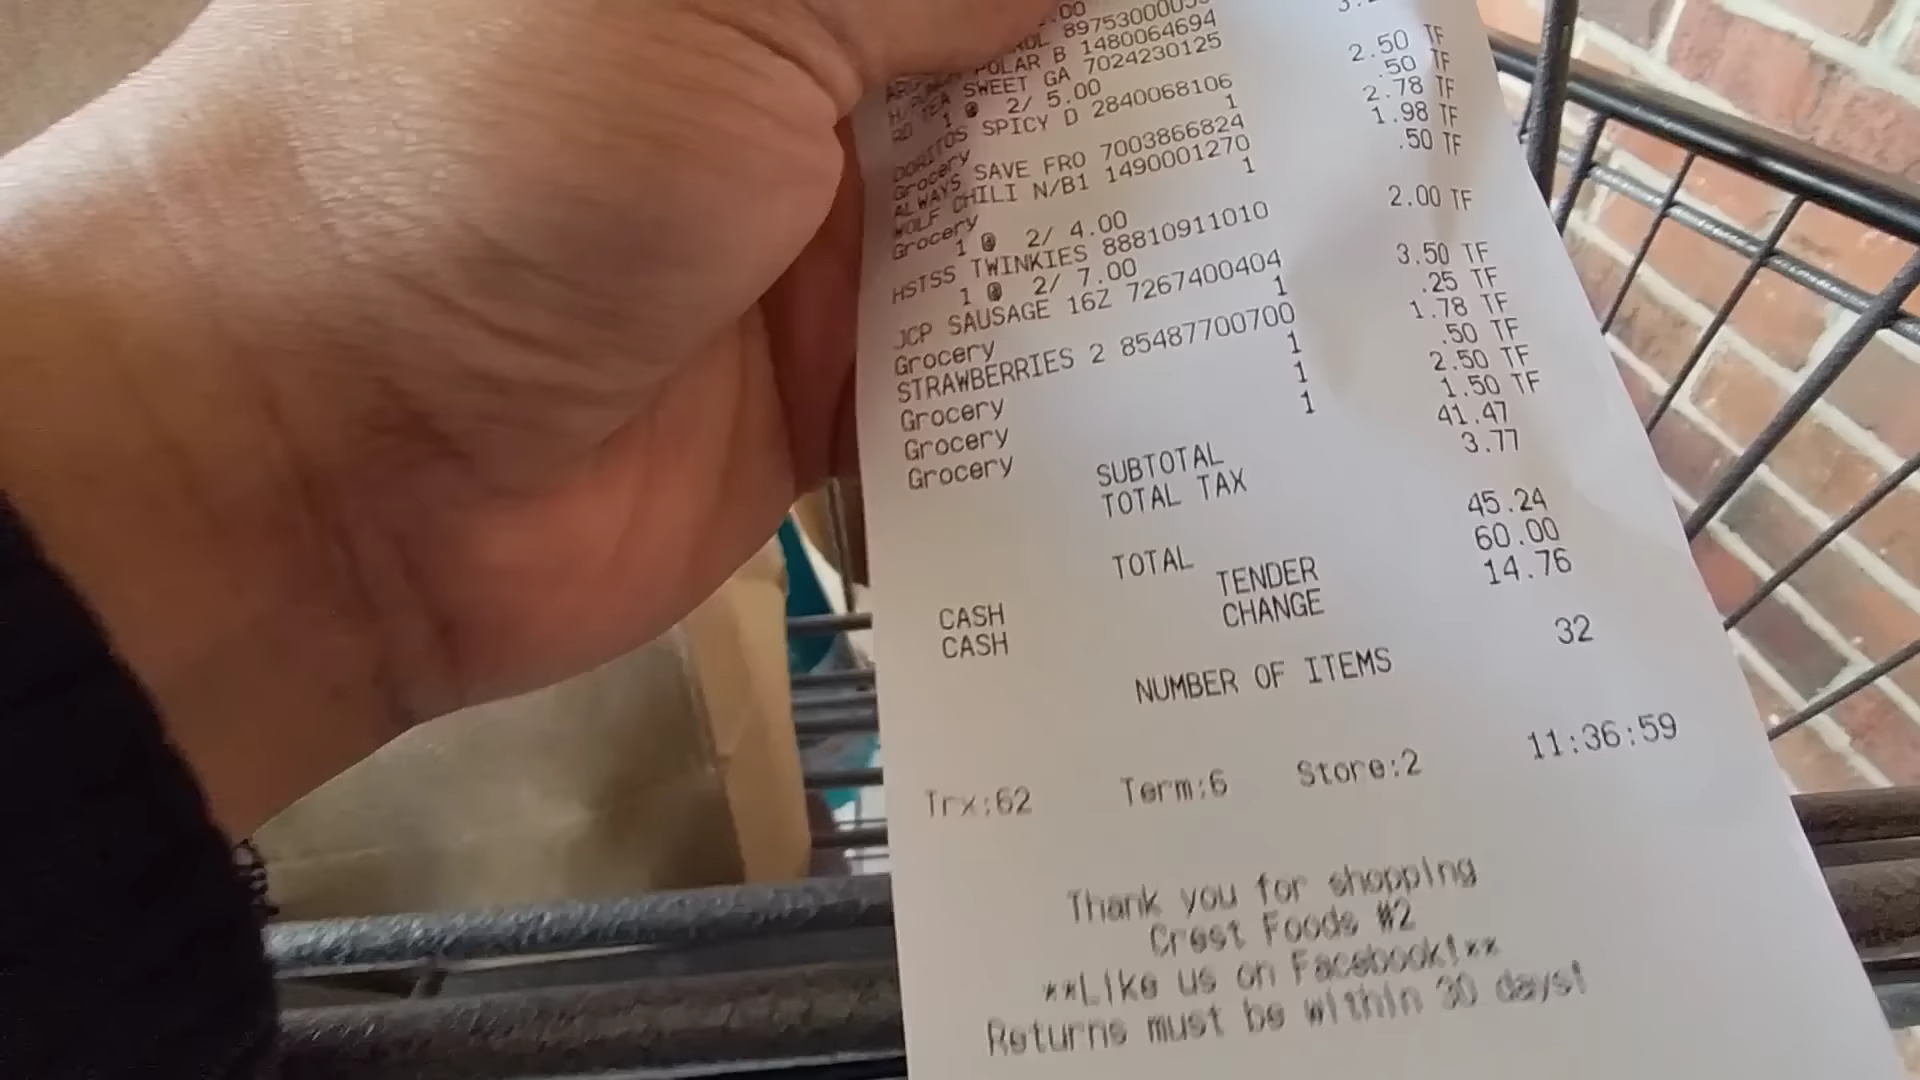 .00
POLAR B 1480064694
RD TEA SWEET GA 7024230125
1 @ 2/ 5.00
DORITOS SPICY D 2840068106 2.50 TF
Grocery 1 .50 TF
ALWAYS SAVE FRO 7003866824 2.78 TF
WOLF CHILI N/B1 1490001270 1.98 TF
Grocery 1 .50 TF
1 @ 2/ 4.00
HSTSS TWINKIES 88810911010 2.00 TF
1 @ 2/ 7.00
JCP SAUSAGE 16Z 7267400404 3.50 TF
Grocery 1 .25 TF
STRAWBERRIES 2 85487700700 1.78 TF
Grocery 1 .50 TF
Grocery 1 2.50 TF
Grocery 1 1.50 TF
SUBTOTAL 41.47
TOTAL TAX 3.77
TOTAL 45.24
CASH TENDER 60.00
CASH CHANGE 14.76
NUMBER OF ITEMS 32
Trx:62 Term:6 Store:2 11:36:59
Thank you for shopping
Crest Foods #2
**Like us on Facebook!**
Returns must be within 30 days!